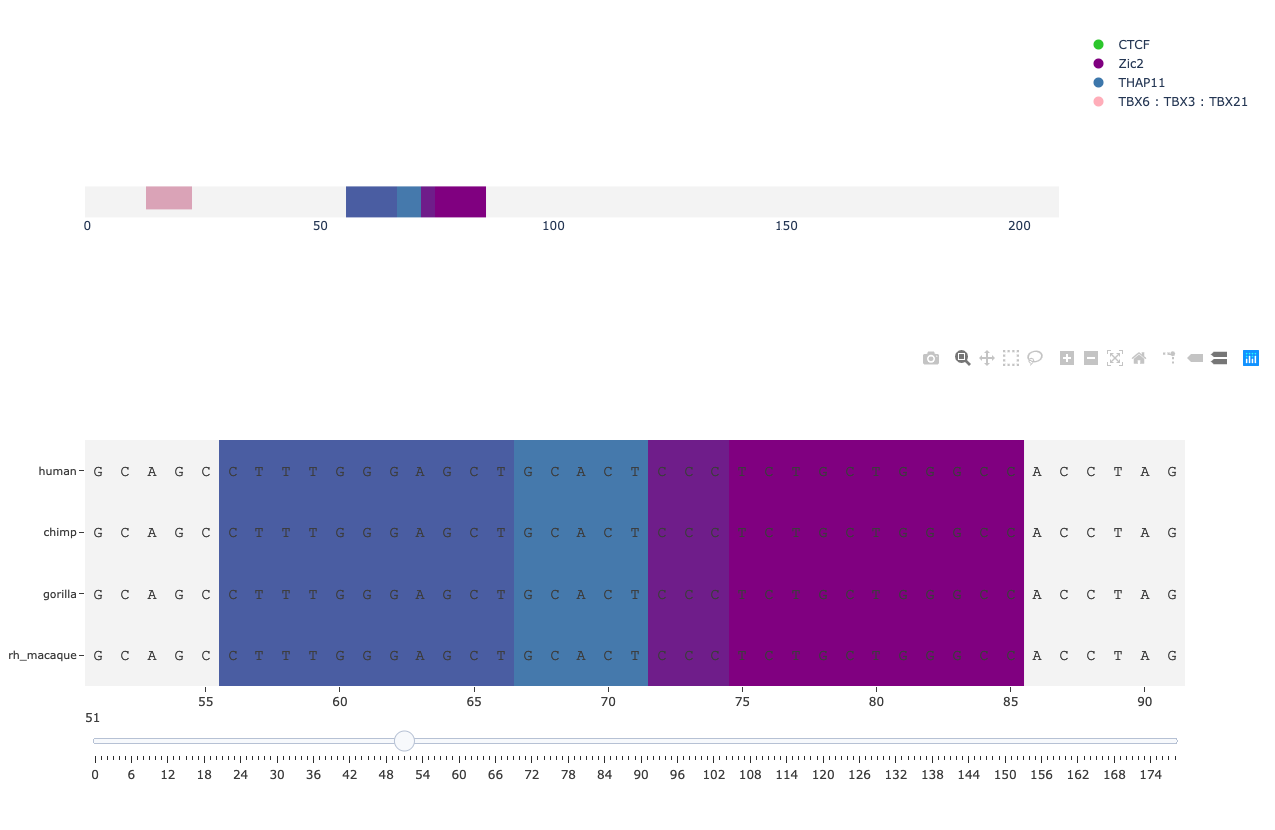 CTCF
Zic2
THAP11
TBX6 : TBX3 : TBX21
0 50 100 150 200
human G C A G C C T T T G G G A G C T G C A C T A C C T A G
chimp G C A G C C T T T G G G A G C T G C A C T C C C T C T C C T C C G C C A C C T A G
gorilla G C A G C C T T T G G G A G C T G C A C T A C C T A G
rh_macaque G C A G C C T T T G G G A G C T G C A C T A C C T A G
55 60 65 70 75 80 85 90
51
0 6 12 18 24 30 36 42 48 54 60 66 72 78 84 90 96 102 108 114 120 126 132 138 144 150 156 162 168 174